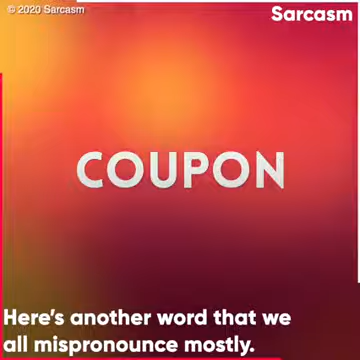 © 2020 Sarcasm
Sarcasm
COUPON
Here's another word that we
all mispronounce mostly.